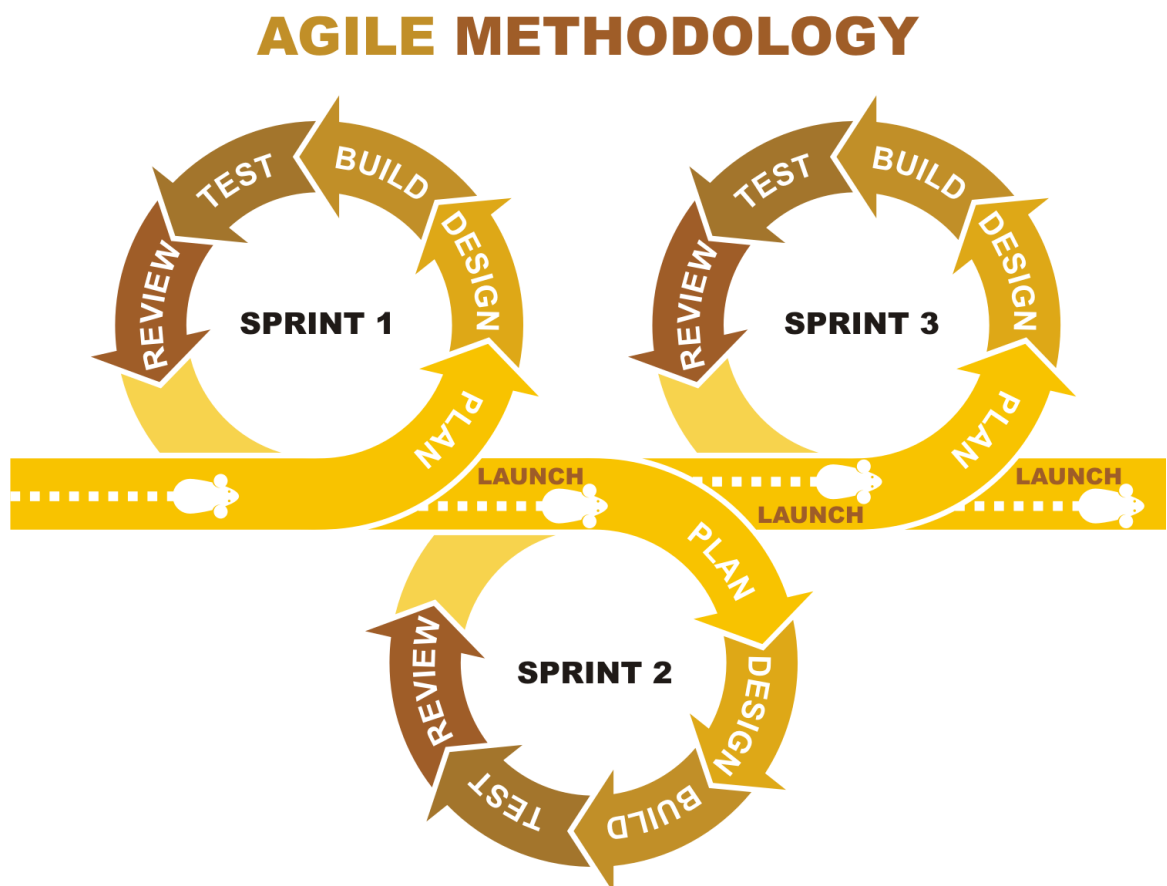 AGILE METHODOLOGY
SPRINT 1
PLAN
DESIGN
BUILD
TEST
REVIEW
LAUNCH
SPRINT 2
PLAN
DESIGN
BUILD
TEST
REVIEW
LAUNCH
SPRINT 3
PLAN
DESIGN
BUILD
TEST
REVIEW
LAUNCH